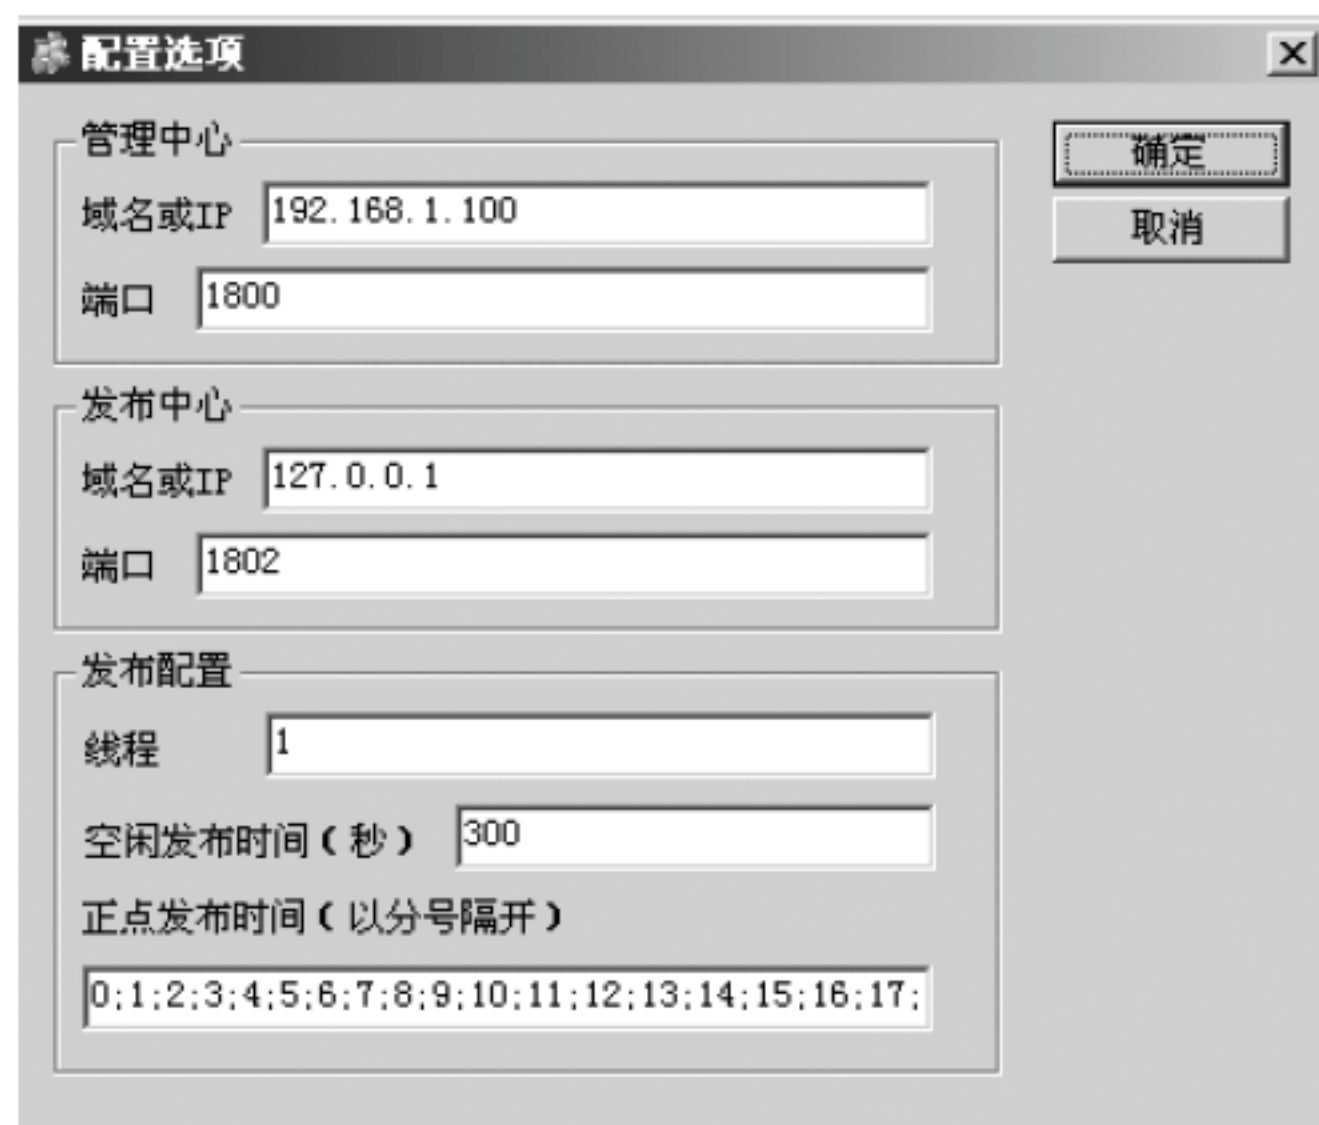 配置选项
管理中心
确定
域名或IP 192.168.1.100
取消
端口 1800
发布中心
域名或IP 127.0.0.1
端口 1802
发布配置
线程 1
空闲发布时间(秒) 300
正点发布时间(以分号隔开)
0;1;2;3;4;5;6;7;8;9;10;11;12;13;14;15;16;17;